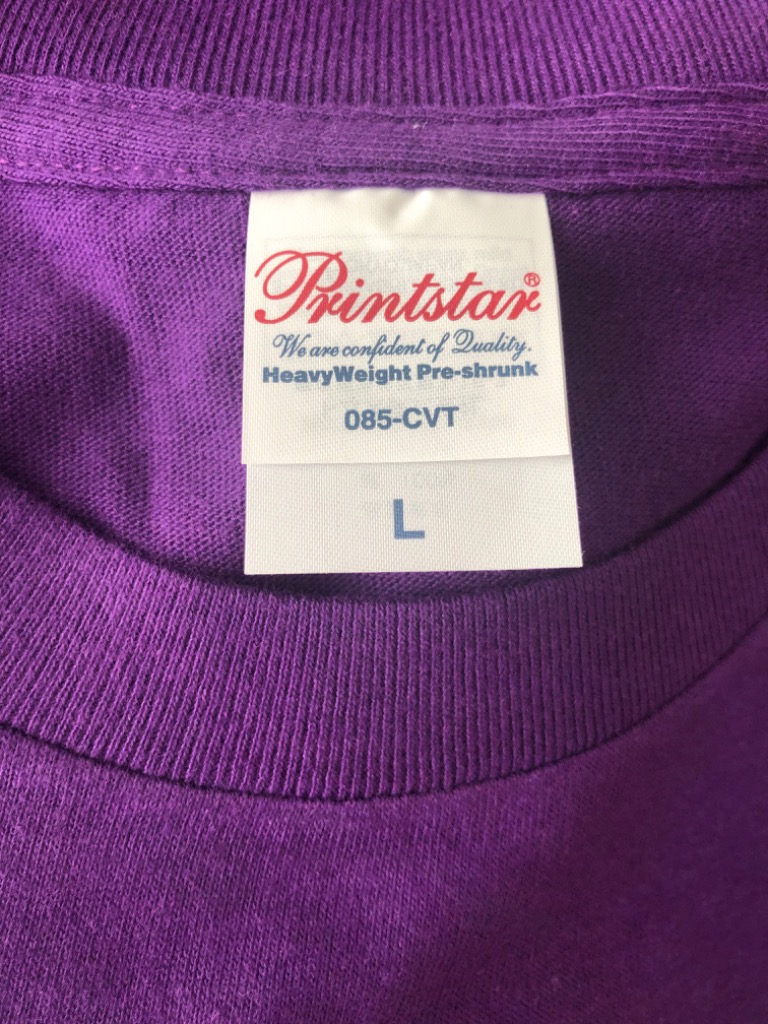 Printstar®
We are confident of Quality.
HeavyWeight Pre-shrunk
085-CVT
L